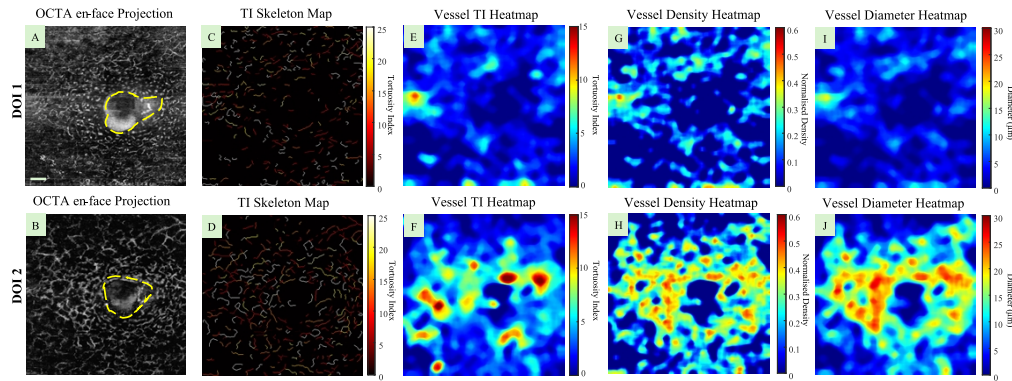 OCTA en-face Projection
TI Skeleton Map
Vessel TI Heatmap
Vessel Density Heatmap
Vessel Diameter Heatmap
DOI 1
A
C
25
20
15
10
5
0
Tortuosity Index
E
15
10
5
0
Tortuosity Index
G
0.6
0.5
0.4
0.3
0.2
0.1
0
Normalised Density
I
30
25
20
15
10
5
0
Diameter (μm)
OCTA en-face Projection
TI Skeleton Map
Vessel TI Heatmap
Vessel Density Heatmap
Vessel Diameter Heatmap
DOI 2
B
D
25
20
15
10
5
0
Tortuosity Index
F
15
10
5
0
Tortuosity Index
H
0.6
0.5
0.4
0.3
0.2
0.1
0.0
Normalised Density
J
30
25
20
15
10
5
0
Diameter (μm)